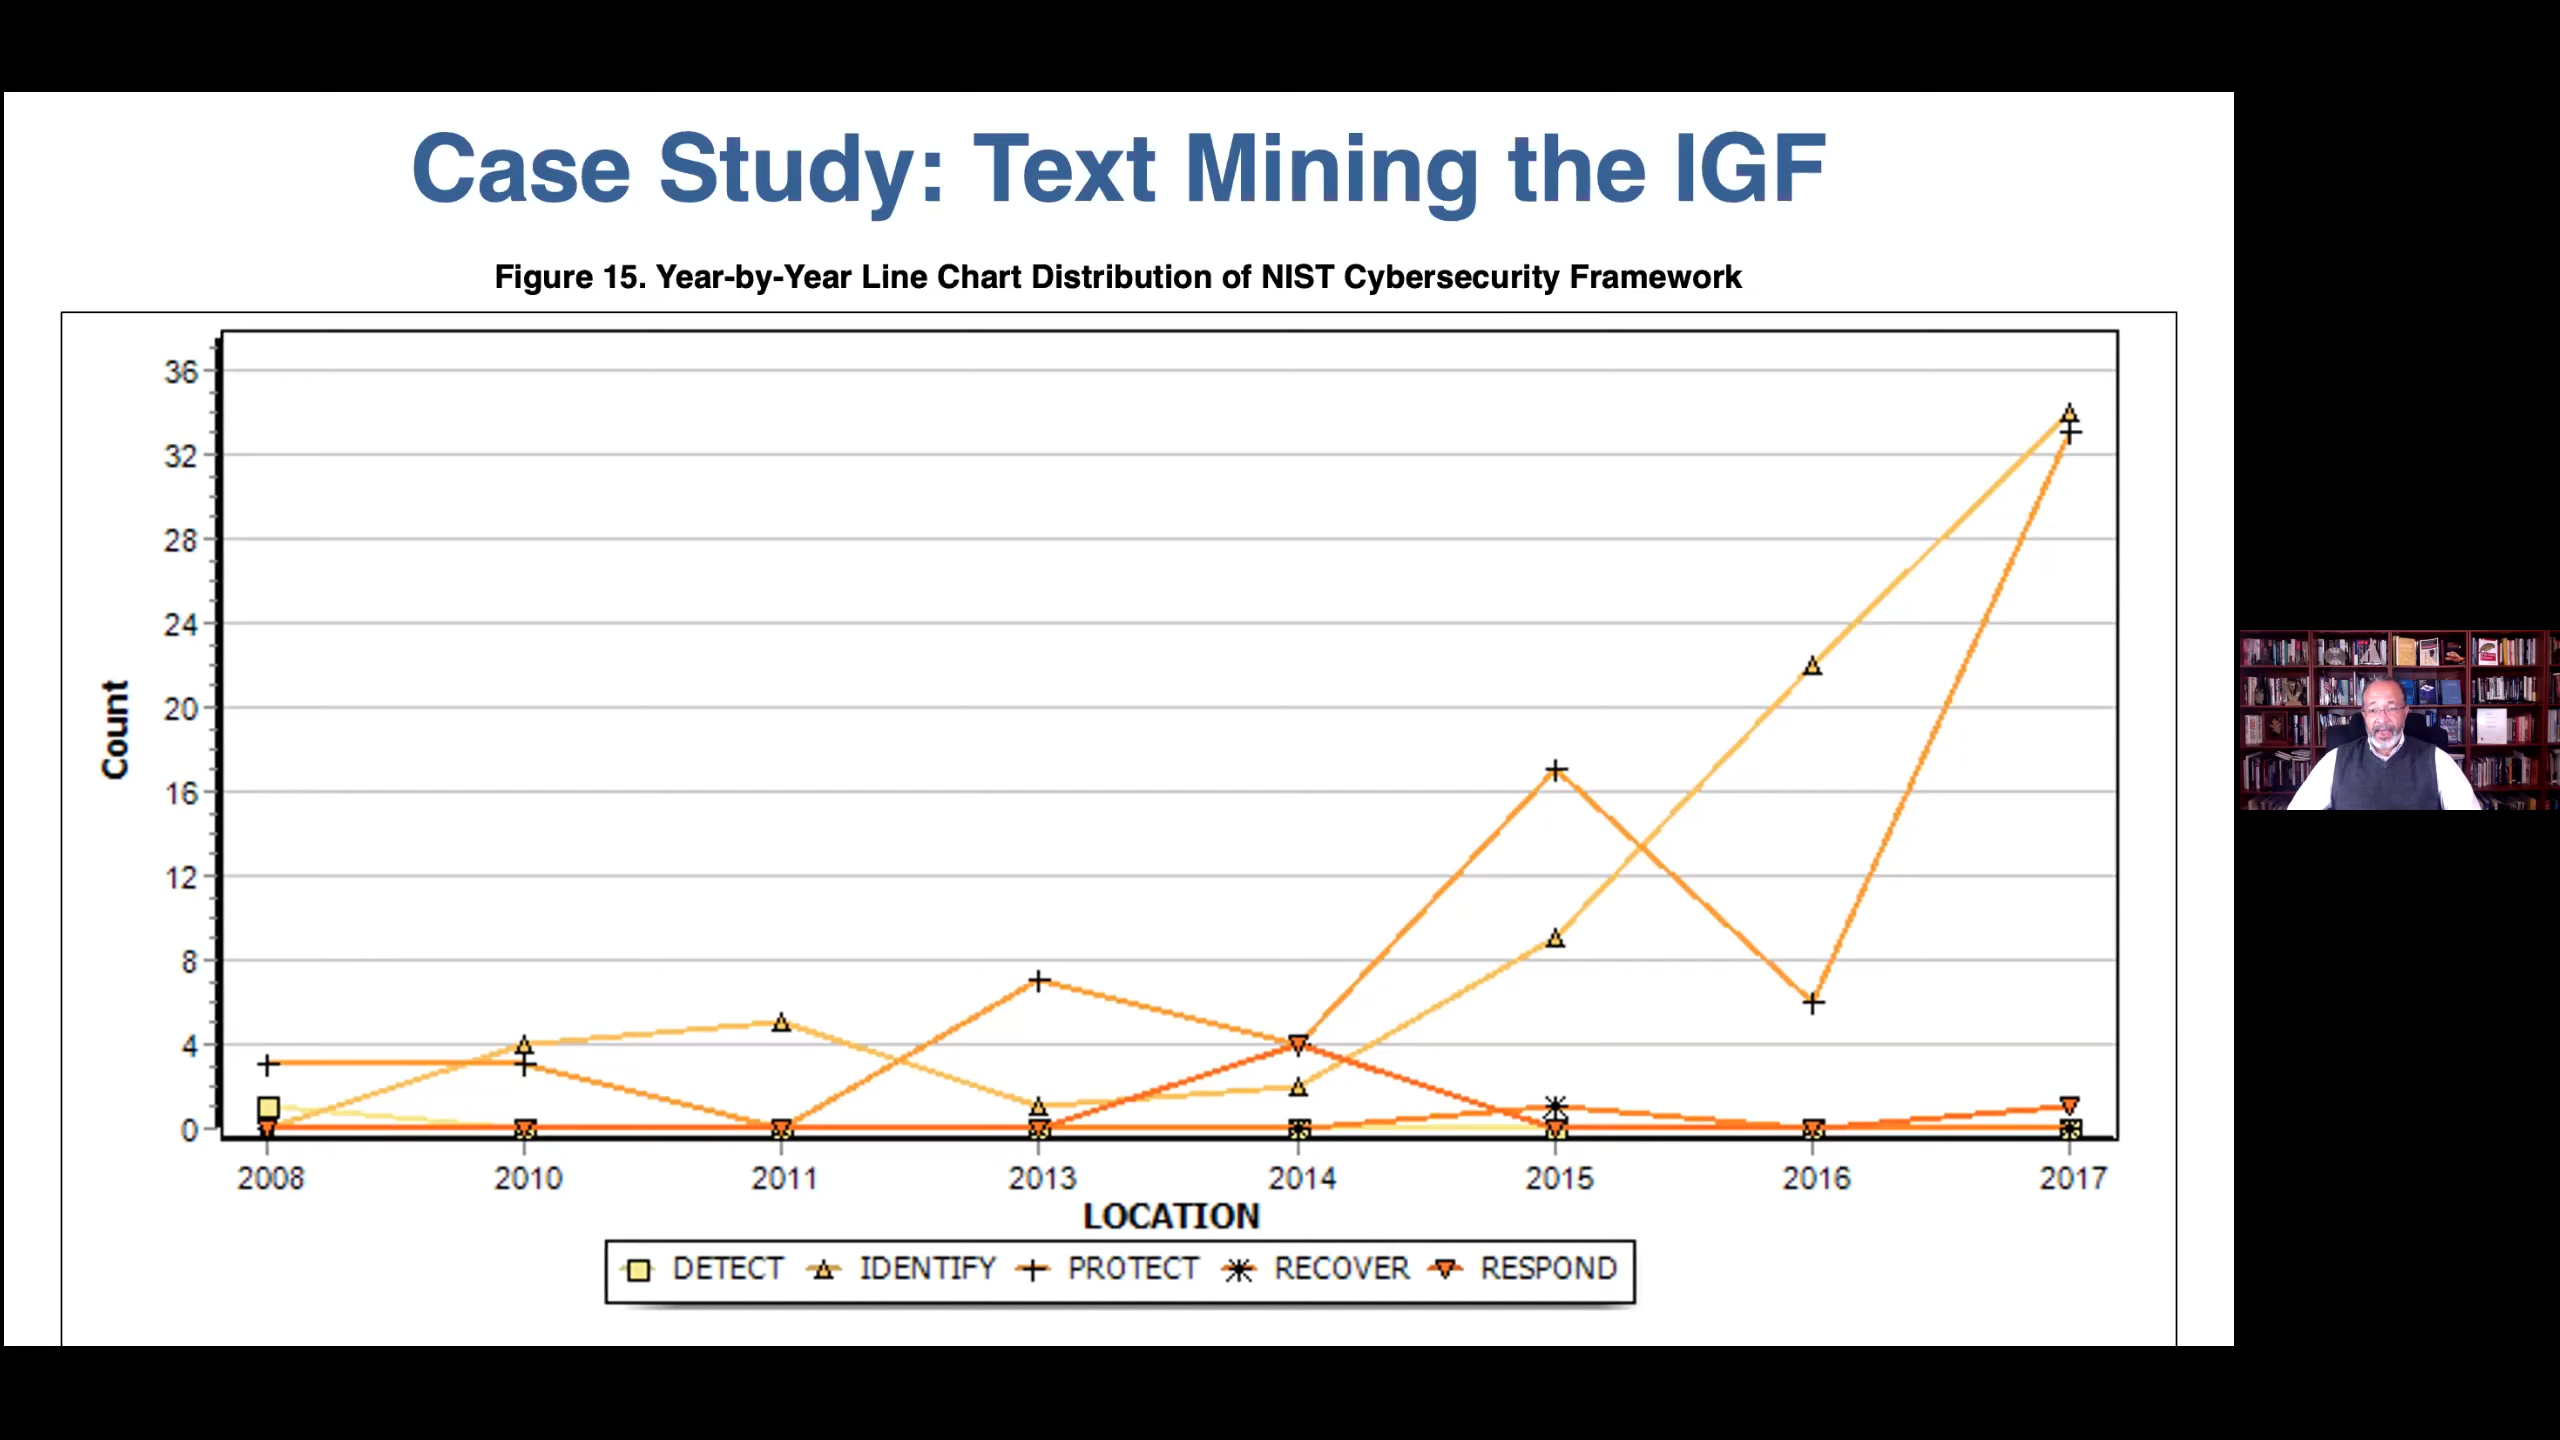 Case Study: Text Mining the IGF
Figure 15. Year-by-Year Line Chart Distribution of NIST Cybersecurity Framework
36
32
28
24
20
16
12
8
4
0
Count
2008 2010 2011 2013 2014 2015 2016 2017
LOCATION
DETECT IDENTIFY PROTECT RECOVER RESPOND